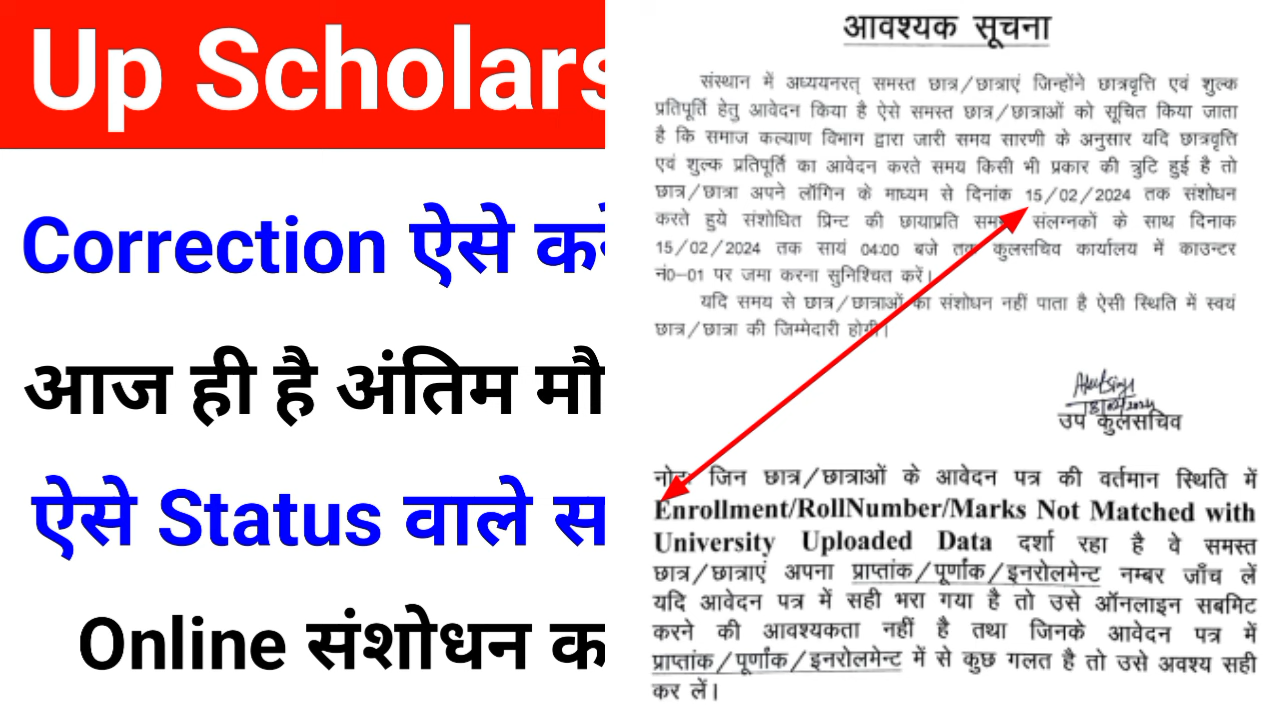 Up Scholars
Correction ऐसे करें
आज ही है अंतिम मौ
ऐसे Status वाले स
Online संशोधन क
आवश्यक सूचना
संस्थान में अध्ययनरत् समस्त छात्र/छात्राएं जिन्होंने छात्रवृत्ति एवं शुल्क
प्रतिपूर्ति हेतु आवेदन किया है ऐसे समस्त छात्र/छात्राओं को सूचित किया जाता
है कि समाज कल्याण विभाग द्वारा जारी समय सारणी के अनुसार यदि छात्रवृत्ति
एवं शुल्क प्रतिपूर्ति का आवेदन करते समय किसी भी प्रकार की त्रुटि हुई है तो
छात्र/छात्रा अपने लॉगिन के माध्यम से दिनांक 15/02/2024 तक संशोधन
करते हुये संशोधित प्रिन्ट की छायाप्रति समस्त संलग्नकों के साथ दिनाक
15/02/2024 तक सायं 04:00 बजे तक कुलसचिव कार्यालय में काउन्टर
नं0-01 पर जमा करना सुनिश्चित करें।
यदि समय से छात्र/छात्राओं का संशोधन नहीं पाता है ऐसी स्थिति में स्वयं
छात्र/छात्रा की जिम्मेदारी होगी।
उप कुलसचिव
नोट: जिन छात्र/छात्राओं के आवेदन पत्र की वर्तमान स्थिति में
Enrollment/RollNumber/Marks Not Matched with
University Uploaded Data दर्शा रहा है वे समस्त
छात्र/छात्राएं अपना प्राप्तांक/पूर्णांक/इनरोलमेन्ट नम्बर जाँच लें
यदि आवेदन पत्र में सही भरा गया है तो उसे ऑनलाइन सबमिट
करने की आवश्यकता नहीं है तथा जिनके आवेदन पत्र में
प्राप्तांक/पूर्णांक/इनरोलमेन्ट में से कुछ गलत है तो उसे अवश्य सही
कर लें।